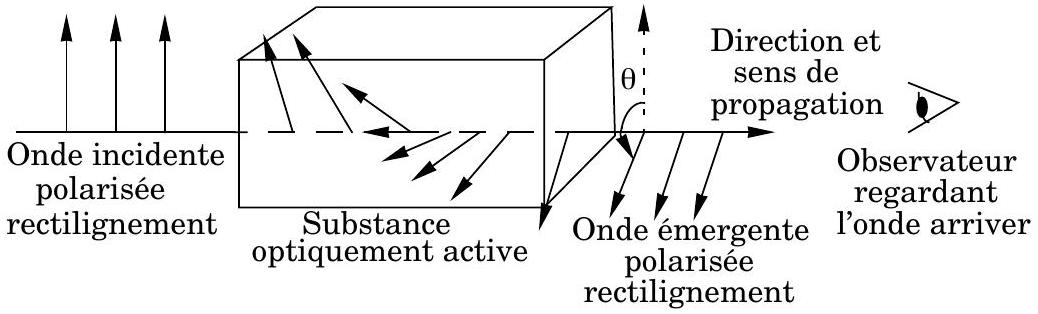 Onde incidente
polarisée
rectilignement
Substance
optiquement active
θ
Onde émergente
polarisée
rectilignement
Direction et
sens de
propagation
Observateur
regardant
l'onde arriver